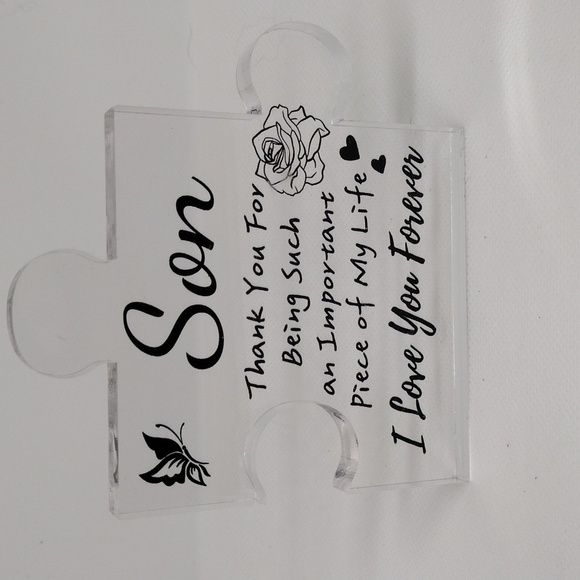 Son
Thank You For
Being Such
an Important
Piece of My Life
I Love You Forever